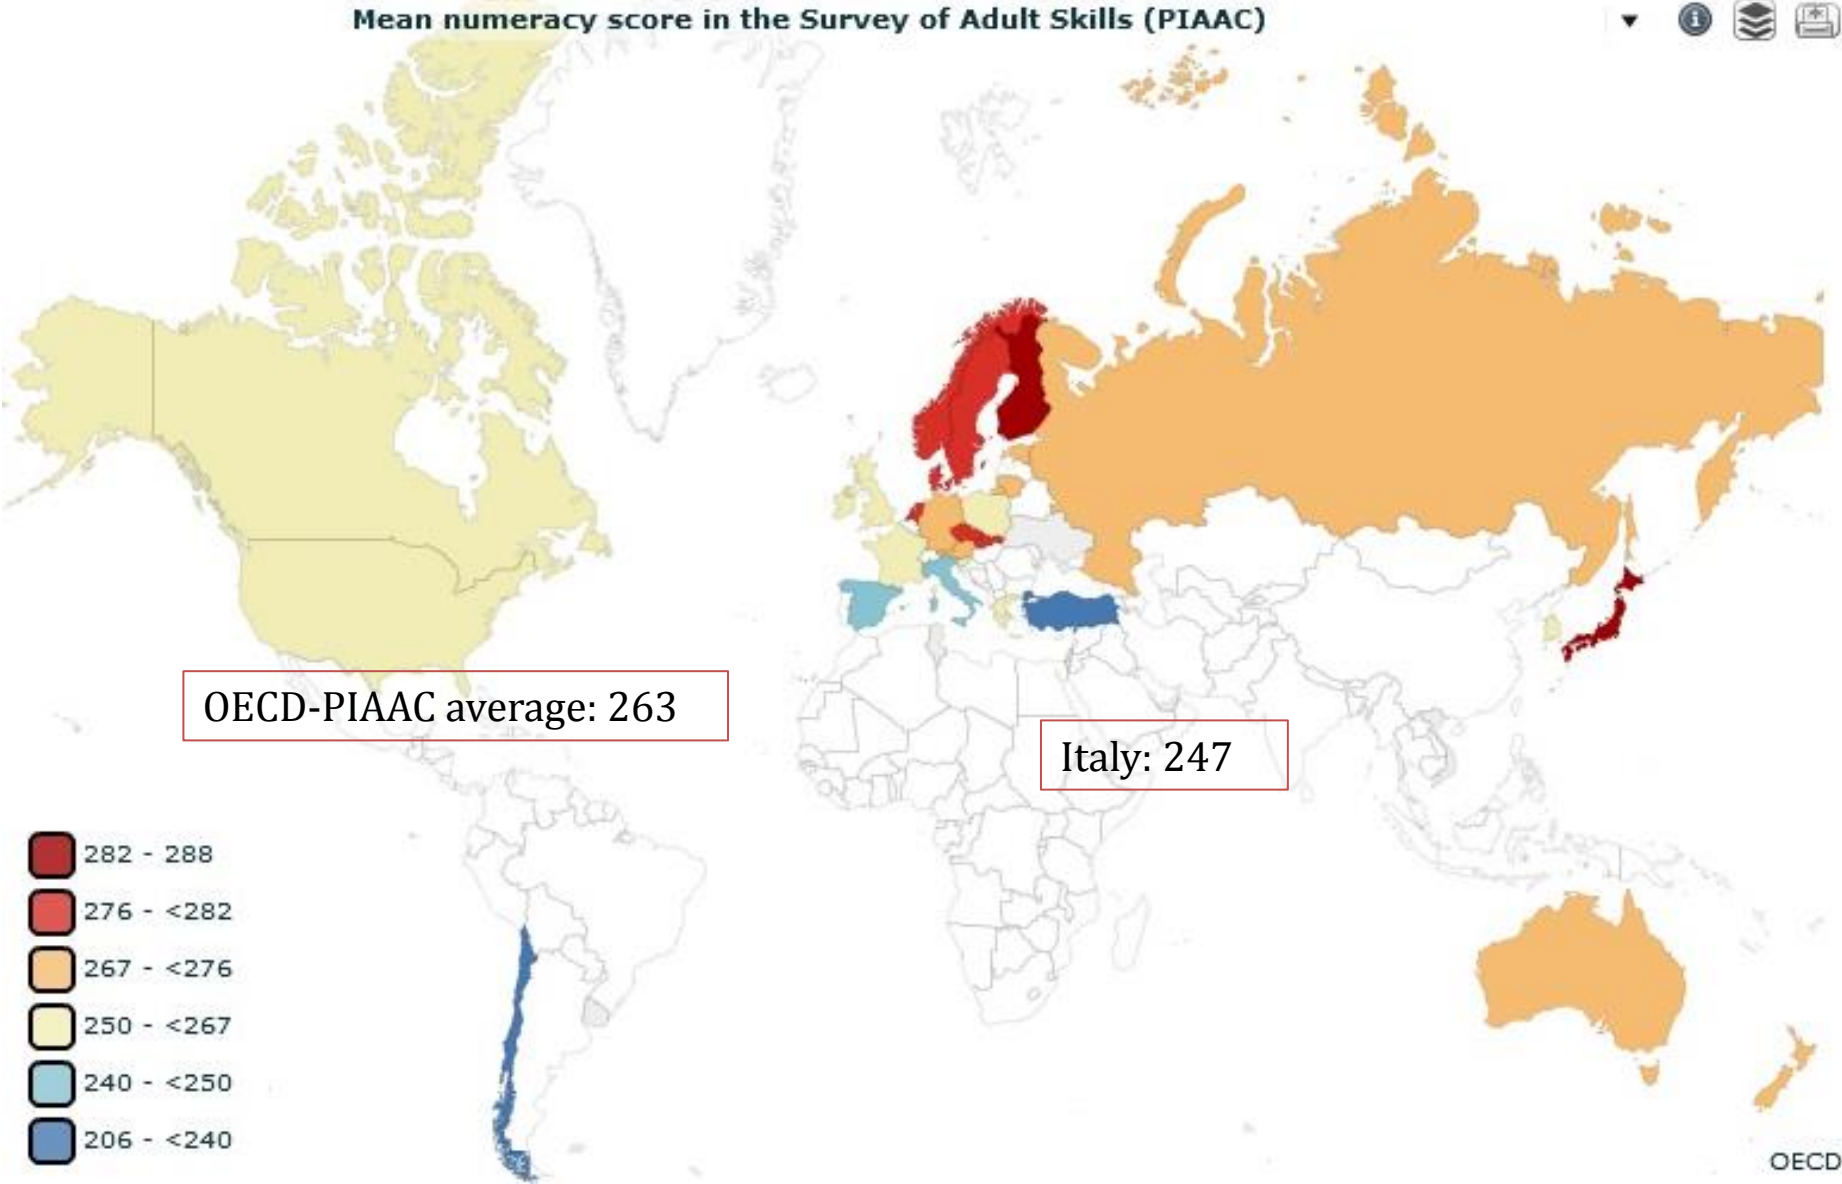 Mean numeracy score in the Survey of Adult Skills (PIAAC)
OECD-PIAAC average: 263
Italy: 247
282 - 288
276 - <282
267 - <276
250 - <267
240 - <250
206 - <240
OECD